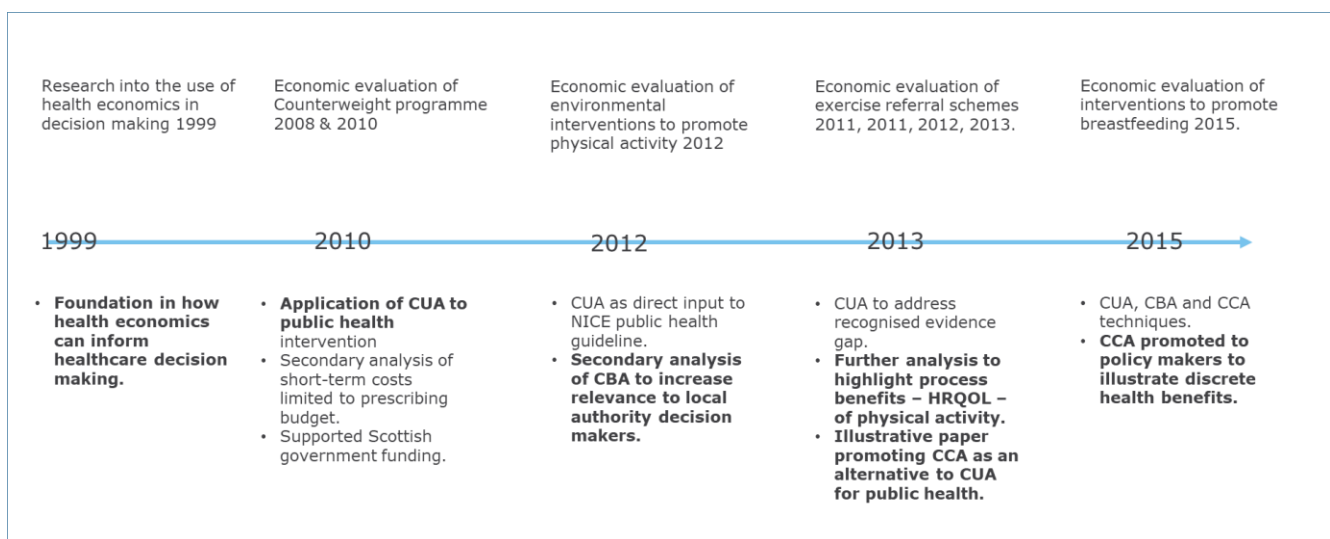 Research into the use of
health economics in
decision making 1999
Economic evaluation of
Counterweight programme
2008 & 2010
Economic evaluation of
environmental
interventions to promote
physical activity 2012
Economic evaluation of
exercise referral schemes
2011, 2011, 2012, 2013.
Economic evaluation of
interventions to promote
breastfeeding 2015.
1999
2010
2012
2013
2015
• Foundation in how
health economics
can inform
healthcare decision
making.
• Application of CUA to
public health
intervention
• Secondary analysis of
short-term costs
limited to prescribing
budget.
• Supported Scottish
government funding.
• CUA as direct input to
NICE public health
guideline.
• Secondary analysis
of CBA to increase
relevance to local
authority decision
makers.
• CUA to address
recognised evidence
gap.
• Further analysis to
highlight process
benefits – HRQOL –
of physical activity.
• Illustrative paper
promoting CCA as an
alternative to CUA
for public health.
• CUA, CBA and CCA
techniques.
• CCA promoted to
policy makers to
illustrate discrete
health benefits.